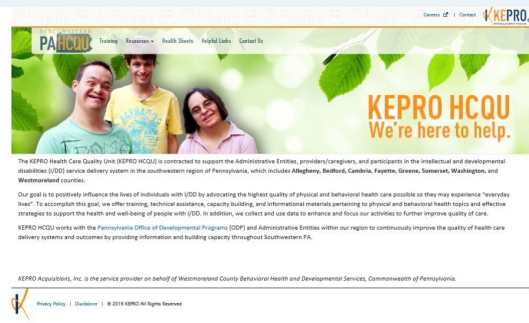 Careers | Contact KEPRO
SOUTHWESTERN
PAHCQU Training Resources Health Sheets Helpful Links Contact Us
KEPRO HCQU
We're here to help.
The KEPRO Health Care Quality Unit (KEPRO HCQU) is contracted to support the Administrative Entities, providers/caregivers, and participants in the intellectual and developmental
disabilities (I/DD) service delivery system in the southwestern region of Pennsylvania, which includes Allegheny, Bedford, Cambria, Fayette, Greene, Somerset, Washington, and
Westmoreland counties.
Our goal is to positively influence the lives of individuals with I/DD by advocating the highest quality of physical and behavioral health care possible so they may experience "everyday
lives". To accomplish this goal, we offer training, technical assistance, capacity building, and informational materials pertaining to physical and behavioral health topics and effective
strategies to support the health and well-being of people with I/DD. In addition, we collect and use data to enhance and focus our activities to further improve quality of care.
KEPRO HCQU works with the Pennsylvania Office of Developmental Programs (ODP) and Administrative Entities within our region to continuously improve the quality of health care
delivery systems and outcomes by providing information and building capacity throughout Southwestern PA.
KEPRO Acquisitions, Inc. is the service provider on behalf of Westmoreland County Behavioral Health and Developmental Services, Commonwealth of Pennsylvania.
Privacy Policy | Disclaimer | © 2016 KEPRO All Rights Reserved